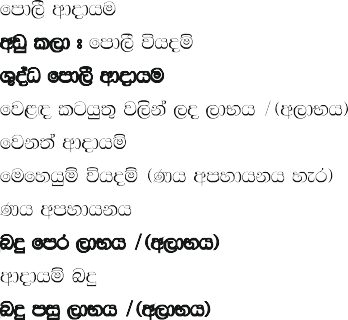 පොලී ආදායම
අඩු කලා : පොලී වියදම්
ශුද්ධ පොලී ආදායම
වෙළඳ කටයුතු වලින් ලද ලාභය / (අලාභය)
වෙනත් ආදායම්
මෙහෙයුම් වියදම් (ණය අපහායනය හැර)
ණය අපහායනය
බදු පෙර ලාභය / (අලාභය)
ආදායම් බදු
බදු පසු ලාභය / (අලාභය)